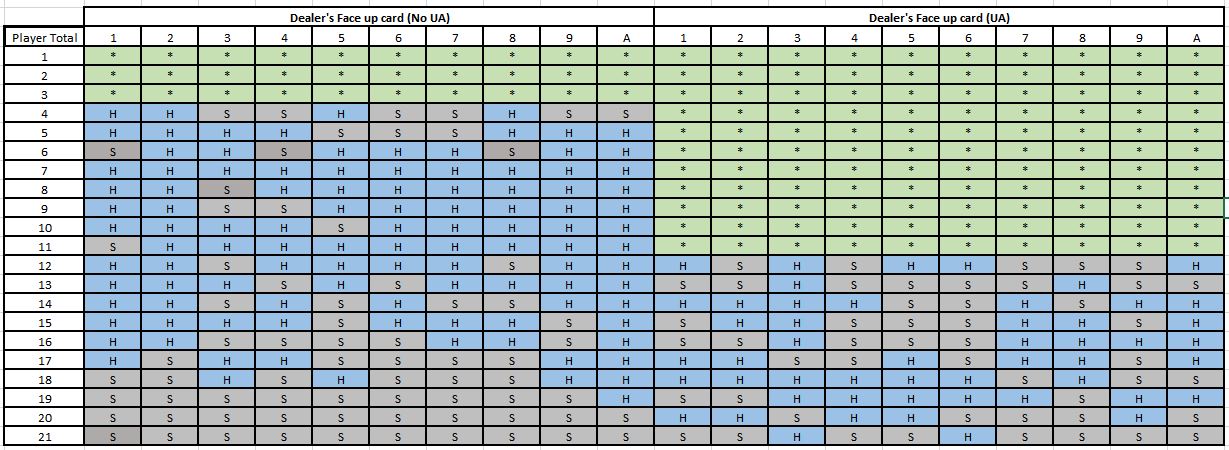 Dealer's Face up card (No UA) Dealer's Face up card (UA)
Player Total 1 2 3 4 5 6 7 8 9 A 1 2 3 4 5 6 7 8 9 A
1 * * * * * * * * * * * * * * * * * * * *
2 * * * * * * * * * * * * * * * * * * * *
3 * * * * * * * * * * * * * * * * * * * *
4 H H S S H S S H S S * * * * * * * * * *
5 H H H H S S S H H H * * * * * * * * * *
6 S H H S H H H S H H * * * * * * * * * *
7 H H H H H H H H H H * * * * * * * * * *
8 H H S H H H H H H H * * * * * * * * * *
9 H H S S H H H H H H * * * * * * * * * *
10 H H H H S H H H H H * * * * * * * * * *
11 S H H H H H H H H H * * * * * * * * * *
12 H H S H H H H S H H H S H S H H S S S H
13 H H H S H S H H H H S S H S S S S H S S
14 H H S H S H S S H H H H H H S S H S H H
15 H H H H S H H H S H S H H S S S H H S H
16 H H S S S S H H S H S S H S S S H H H H
17 H S H H S S S S H H H H S S H S H H S H
18 S S H S H S S S H H H H H H H H S H S S
19 S S S S S S S S S H S S H H H H H S H H
20 S S S S S S S S S S H H S H H S S S H S
21 S S S S S S S S S S S S H S S H S S S S